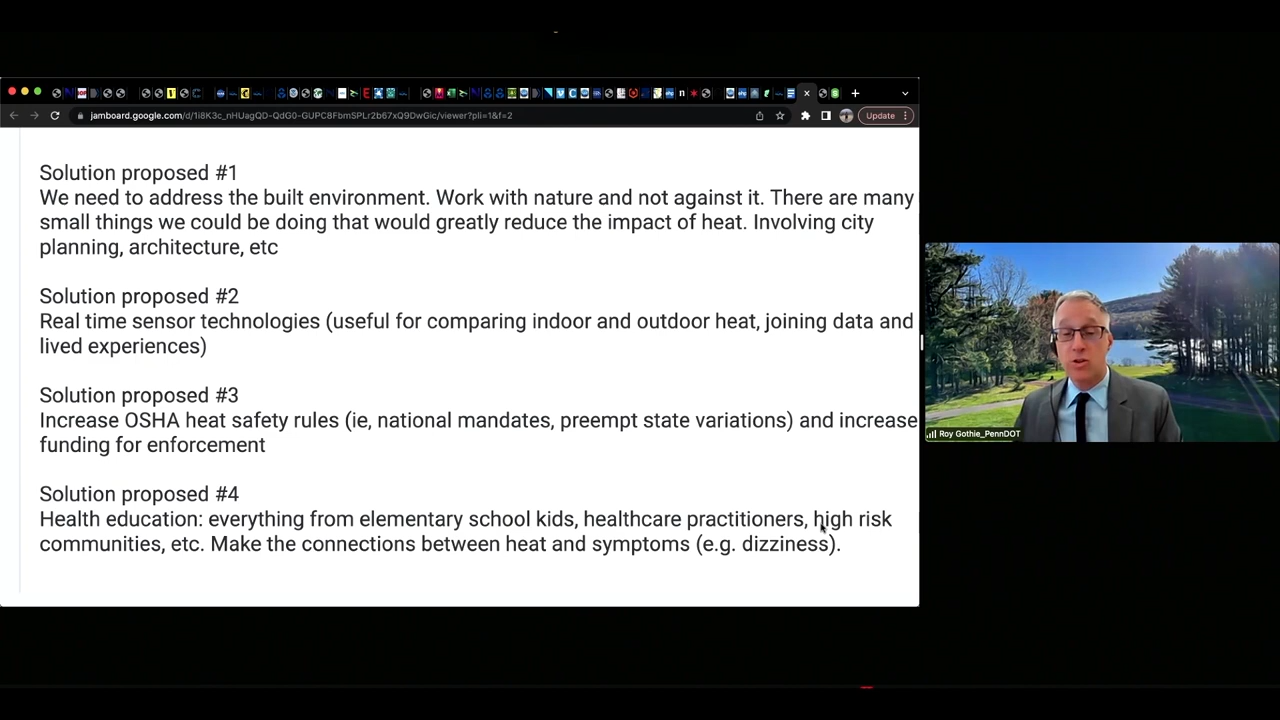 jamboard.google.com/d/1i8K3c_nHUagQD-QdG0-GUPC8FbmSPLr2b67xQ9DwGic/viewer?pli=1&f=2
Update
Solution proposed #1
We need to address the built environment. Work with nature and not against it. There are many
small things we could be doing that would greatly reduce the impact of heat. Involving city
planning, architecture, etc
Solution proposed #2
Real time sensor technologies (useful for comparing indoor and outdoor heat, joining data and
lived experiences)
Solution proposed #3
Increase OSHA heat safety rules (ie, national mandates, preempt state variations) and increase
funding for enforcement
Solution proposed #4
Health education: everything from elementary school kids, healthcare practitioners, high risk
communities, etc. Make the connections between heat and symptoms (e.g. dizziness).
Roy Gothie_PennDOT